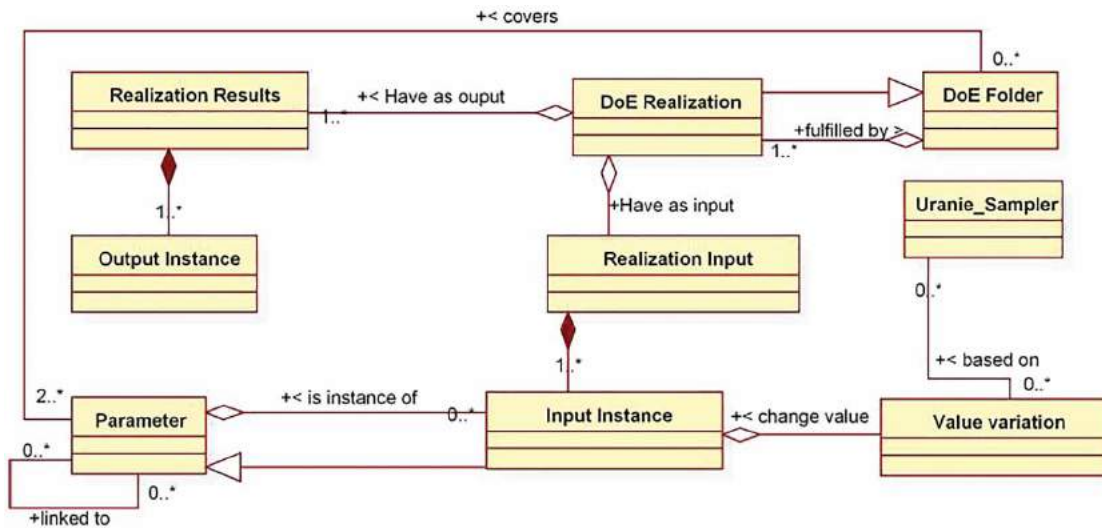 +< covers
0..*
Realization Results
+< Have as ouput
1..*
DoE Realization
DoE Folder
+fulfilled by >
1..*
1..*
+Have as input
Uranie_Sampler
Output Instance
Realization Input
0..*
1..*
+< based on
0..*
2..*
Parameter
+< is instance of
0..*
Input Instance
+< change value
Value variation
0..*
0..*
+linked to